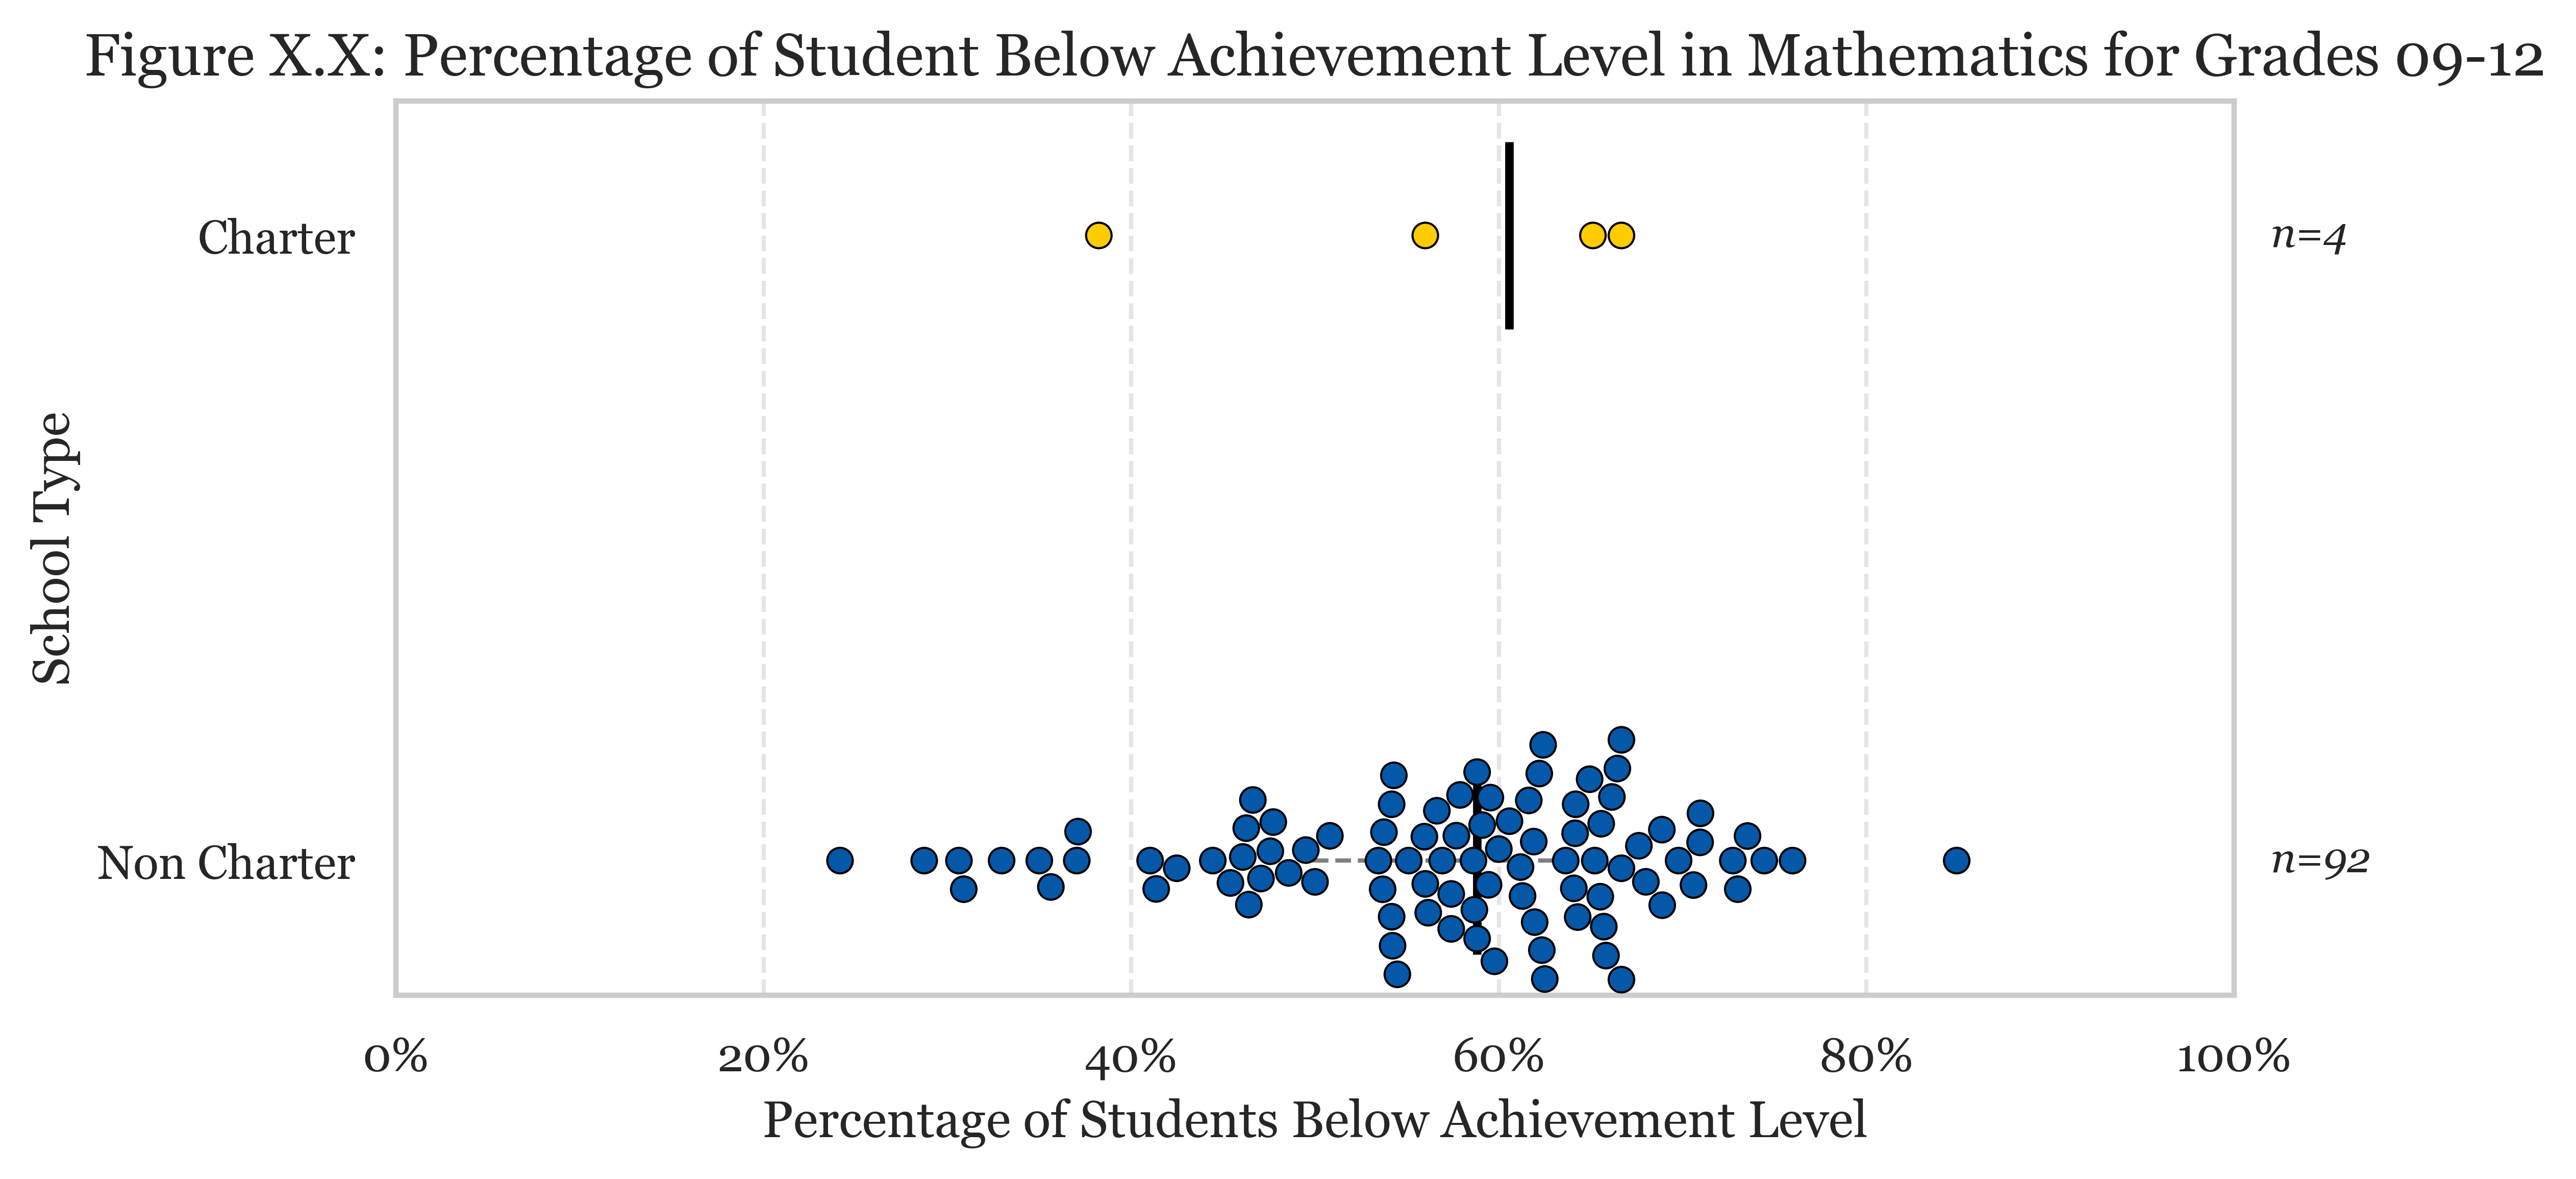 Figure X.X: Percentage of Student Below Achievement Level in Mathematics for Grades 09-12
Charter
n=4
School Type
Non Charter
n=92
0% 20% 40% 60% 80% 100%
Percentage of Students Below Achievement Level